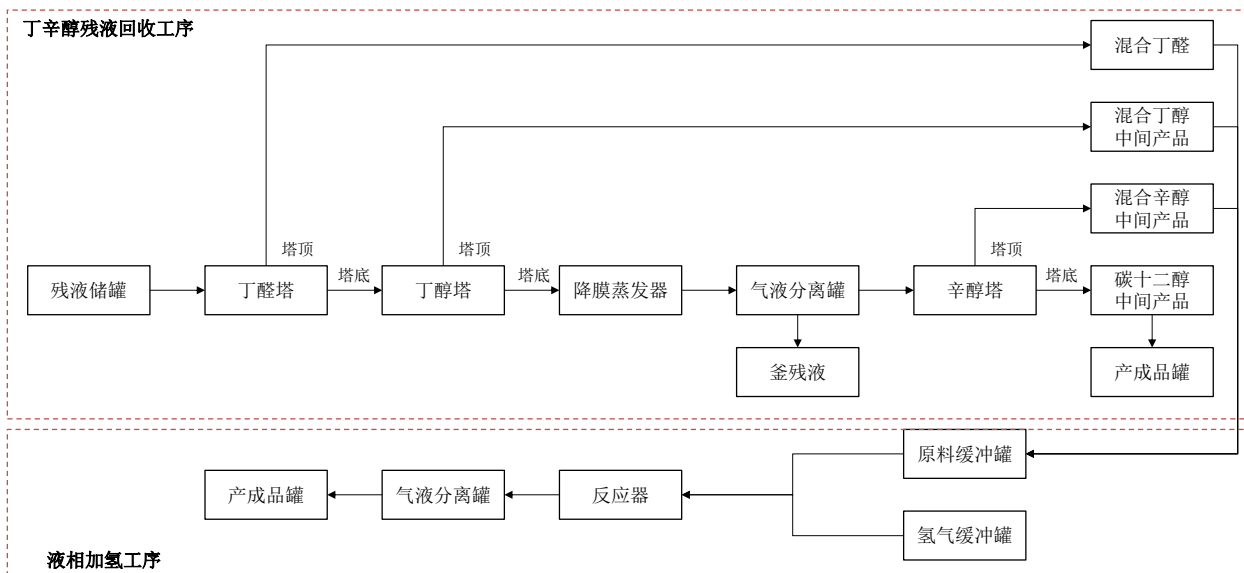 丁辛醇残液回收工序
混合丁醛
混合丁醇
中间产品
混合辛醇
中间产品
塔顶
塔顶
塔顶
塔底
塔底
塔底
残液储罐
丁醛塔
丁醇塔
降膜蒸发器
气液分离罐
辛醇塔
碳十二醇
中间产品
釜残液
产成品罐
原料缓冲罐
产成品罐
气液分离罐
反应器
氢气缓冲罐
液相加氢工序